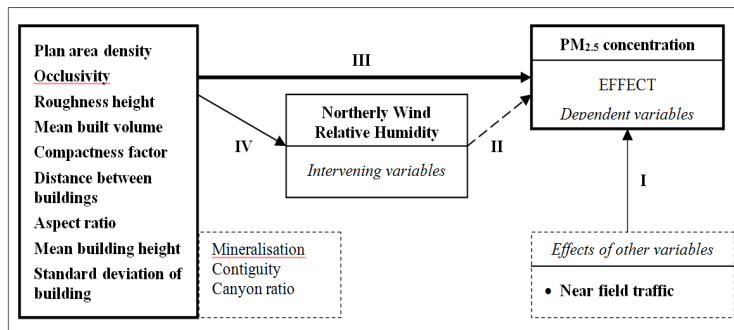 Plan area density
Occlusivity
Roughness height
Mean built volume
Compactness factor
Distance between
buildings
Aspect ratio
Mean building height
Standard deviation of
building
Mineralisation
Contiguity
Canyon ratio
III
IV
Northerly Wind
Relative Humidity
Intervening variables
II
PM2.5 concentration
EFFECT
Dependent variables
I
Effects of other variables
• Near field traffic